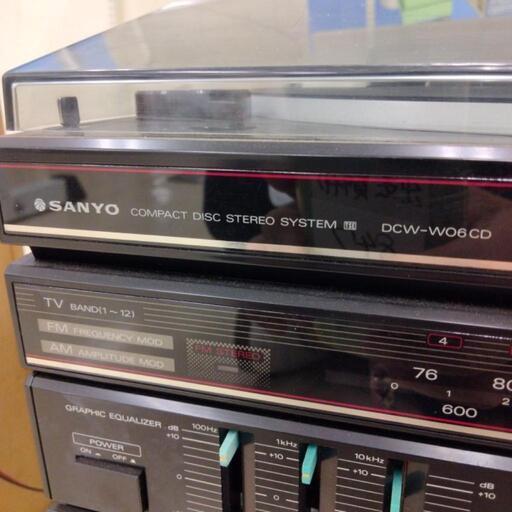 SANYO COMPACT DISC STEREO SYSTEM DCW-W06CD
TV BAND(1~12)
FM FREQUENCY MOD
AM AMPLITUDE MOD
FM STEREO
4
76 80
0 1 2
600
GRAPHIC EQUALIZER
dB +10 100Hz
1kHz +10
10kHz +10
dB +10
POWER
ON OFF